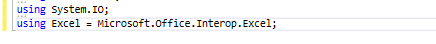 using System.IO;
using Excel = Microsoft.Office.Interop.Excel;